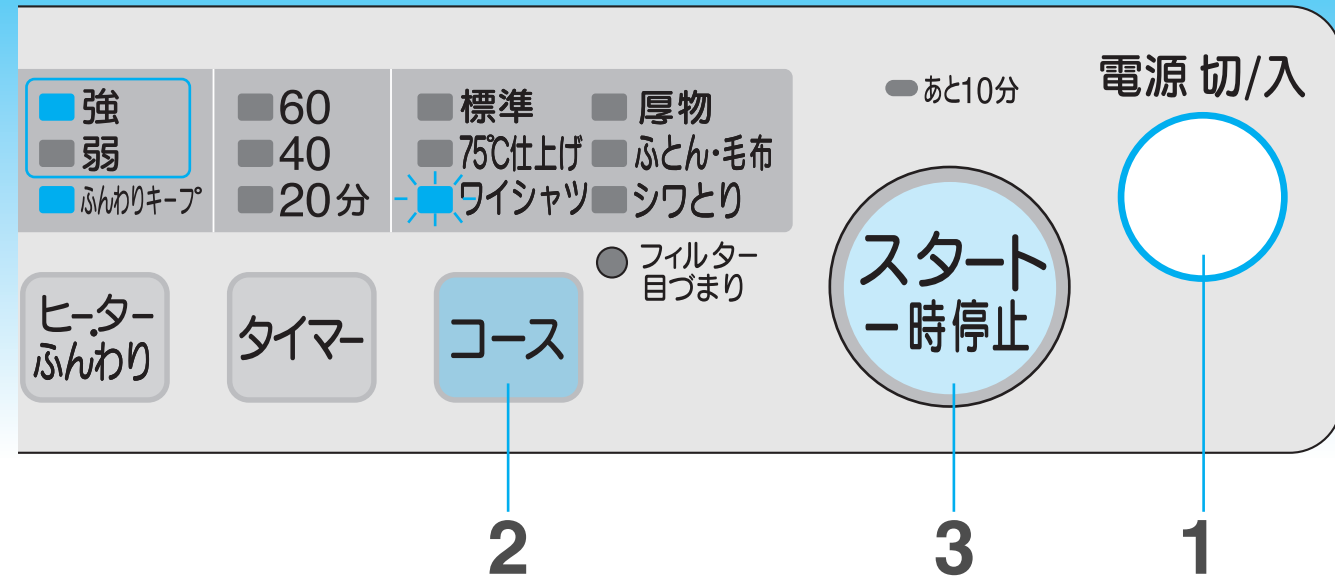 電源 切/入
あと10分
強
弱
ふんわりキープ
60
40
20分
標準
75℃仕上げ
ワイシャツ
厚物
ふとん・毛布
シワとり
フィルター
目づまり
ヒーター
・
ふんわり
タイマー
コース
スタート
一時停止
2
3
1